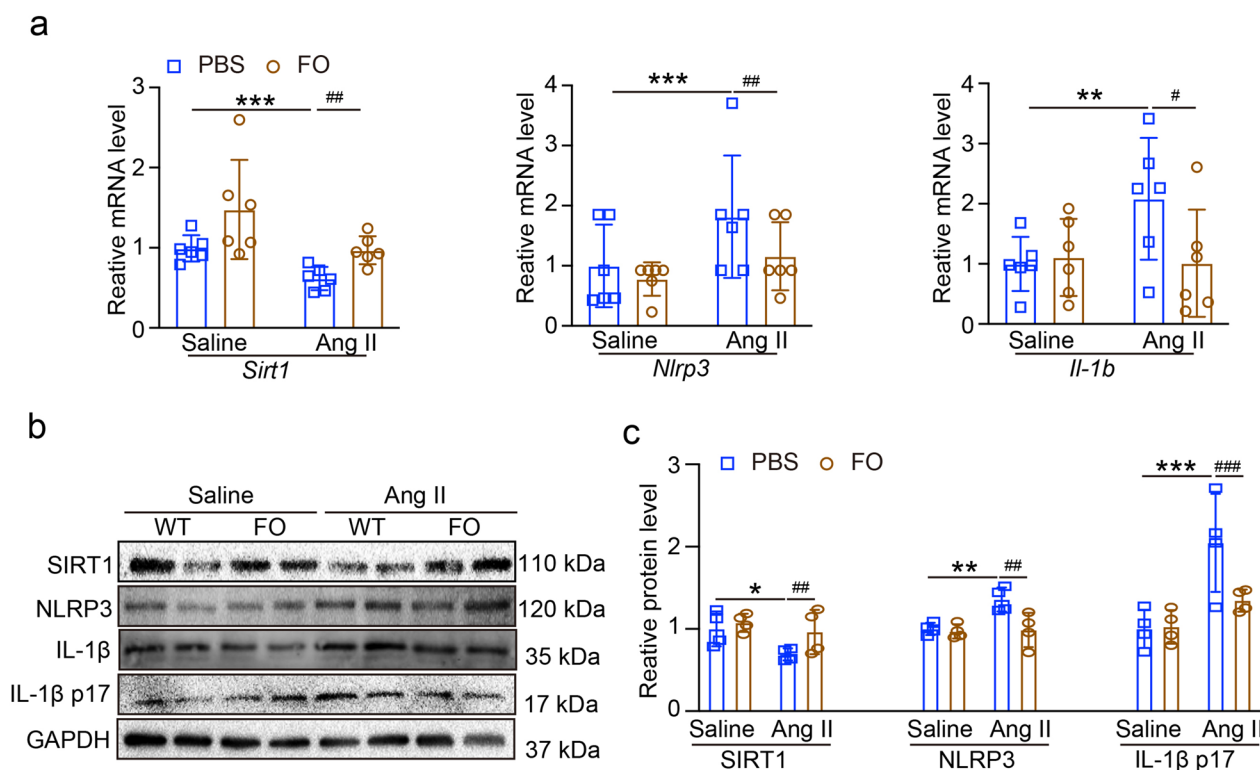 a
PBS FO
Reative mRNA level
3
2
1
0
*** ##
Saline Ang II
Sirt1
Reative mRNA level
4
3
2
1
0
*** ##
Saline Ang II
Nlrp3
Reative mRNA level
4
3
2
1
0
** #
Saline Ang II
Il-1b
b
Saline Ang II
WT FO WT FO
SIRT1 110 kDa
NLRP3 120 kDa
IL-1β 35 kDa
IL-1β p17 17 kDa
GAPDH 37 kDa
c
PBS FO
Reative protein level
3
2
1
0
* ##
** ##
*** ###
Saline Ang II Saline Ang II Saline Ang II
SIRT1 NLRP3 IL-1β p17